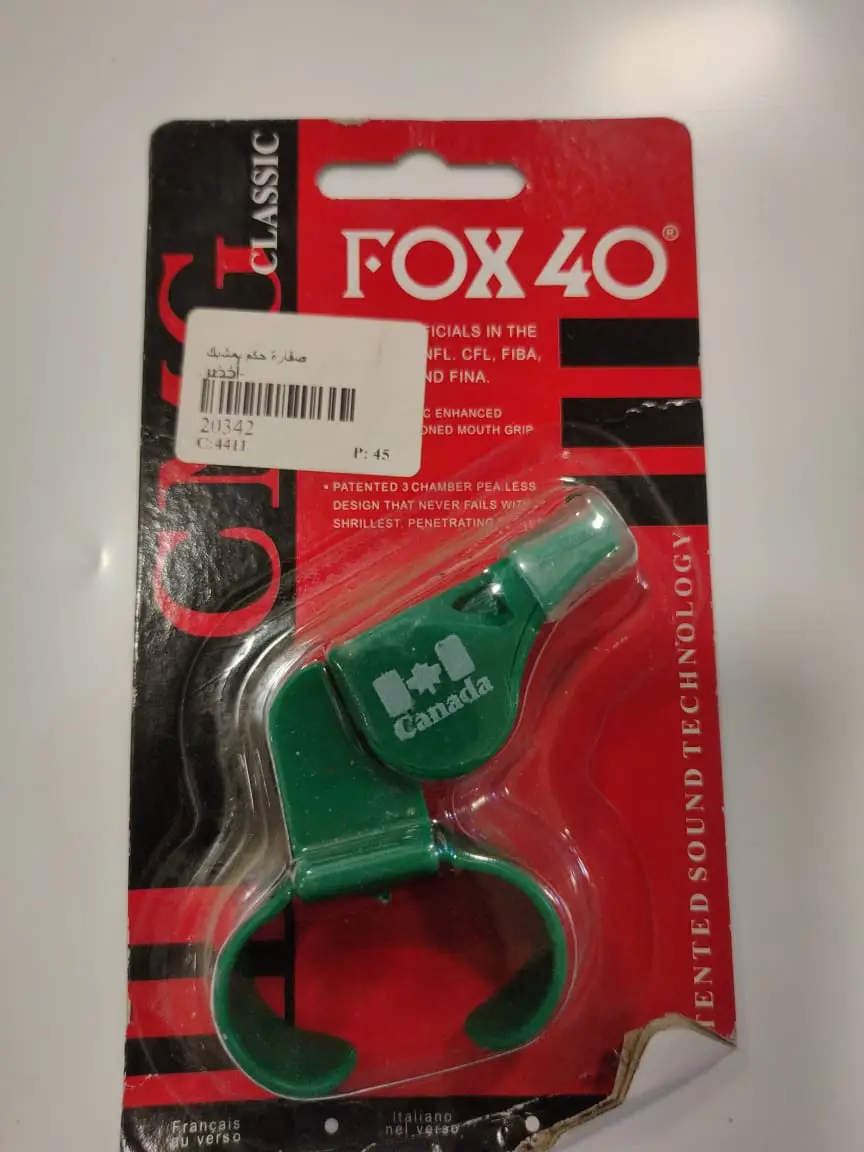 CLASSIC
CMG
FOX 40®
FICIALS IN THE
NFL. CFL, FIBA,
ND FINA.
C ENHANCED
ONED MOUTH GRIP
صفارة حكم بمشبك
-أخضر
20342
C: 4411
P: 45
• PATENTED 3 CHAMBER PEA.LESS
DESIGN THAT NEVER FAILS WITH
SHRILLEST, PENETRATING
Canada
TENTED SOUND TECHNOLOGY
Français
au verso
Italiano
nel verso